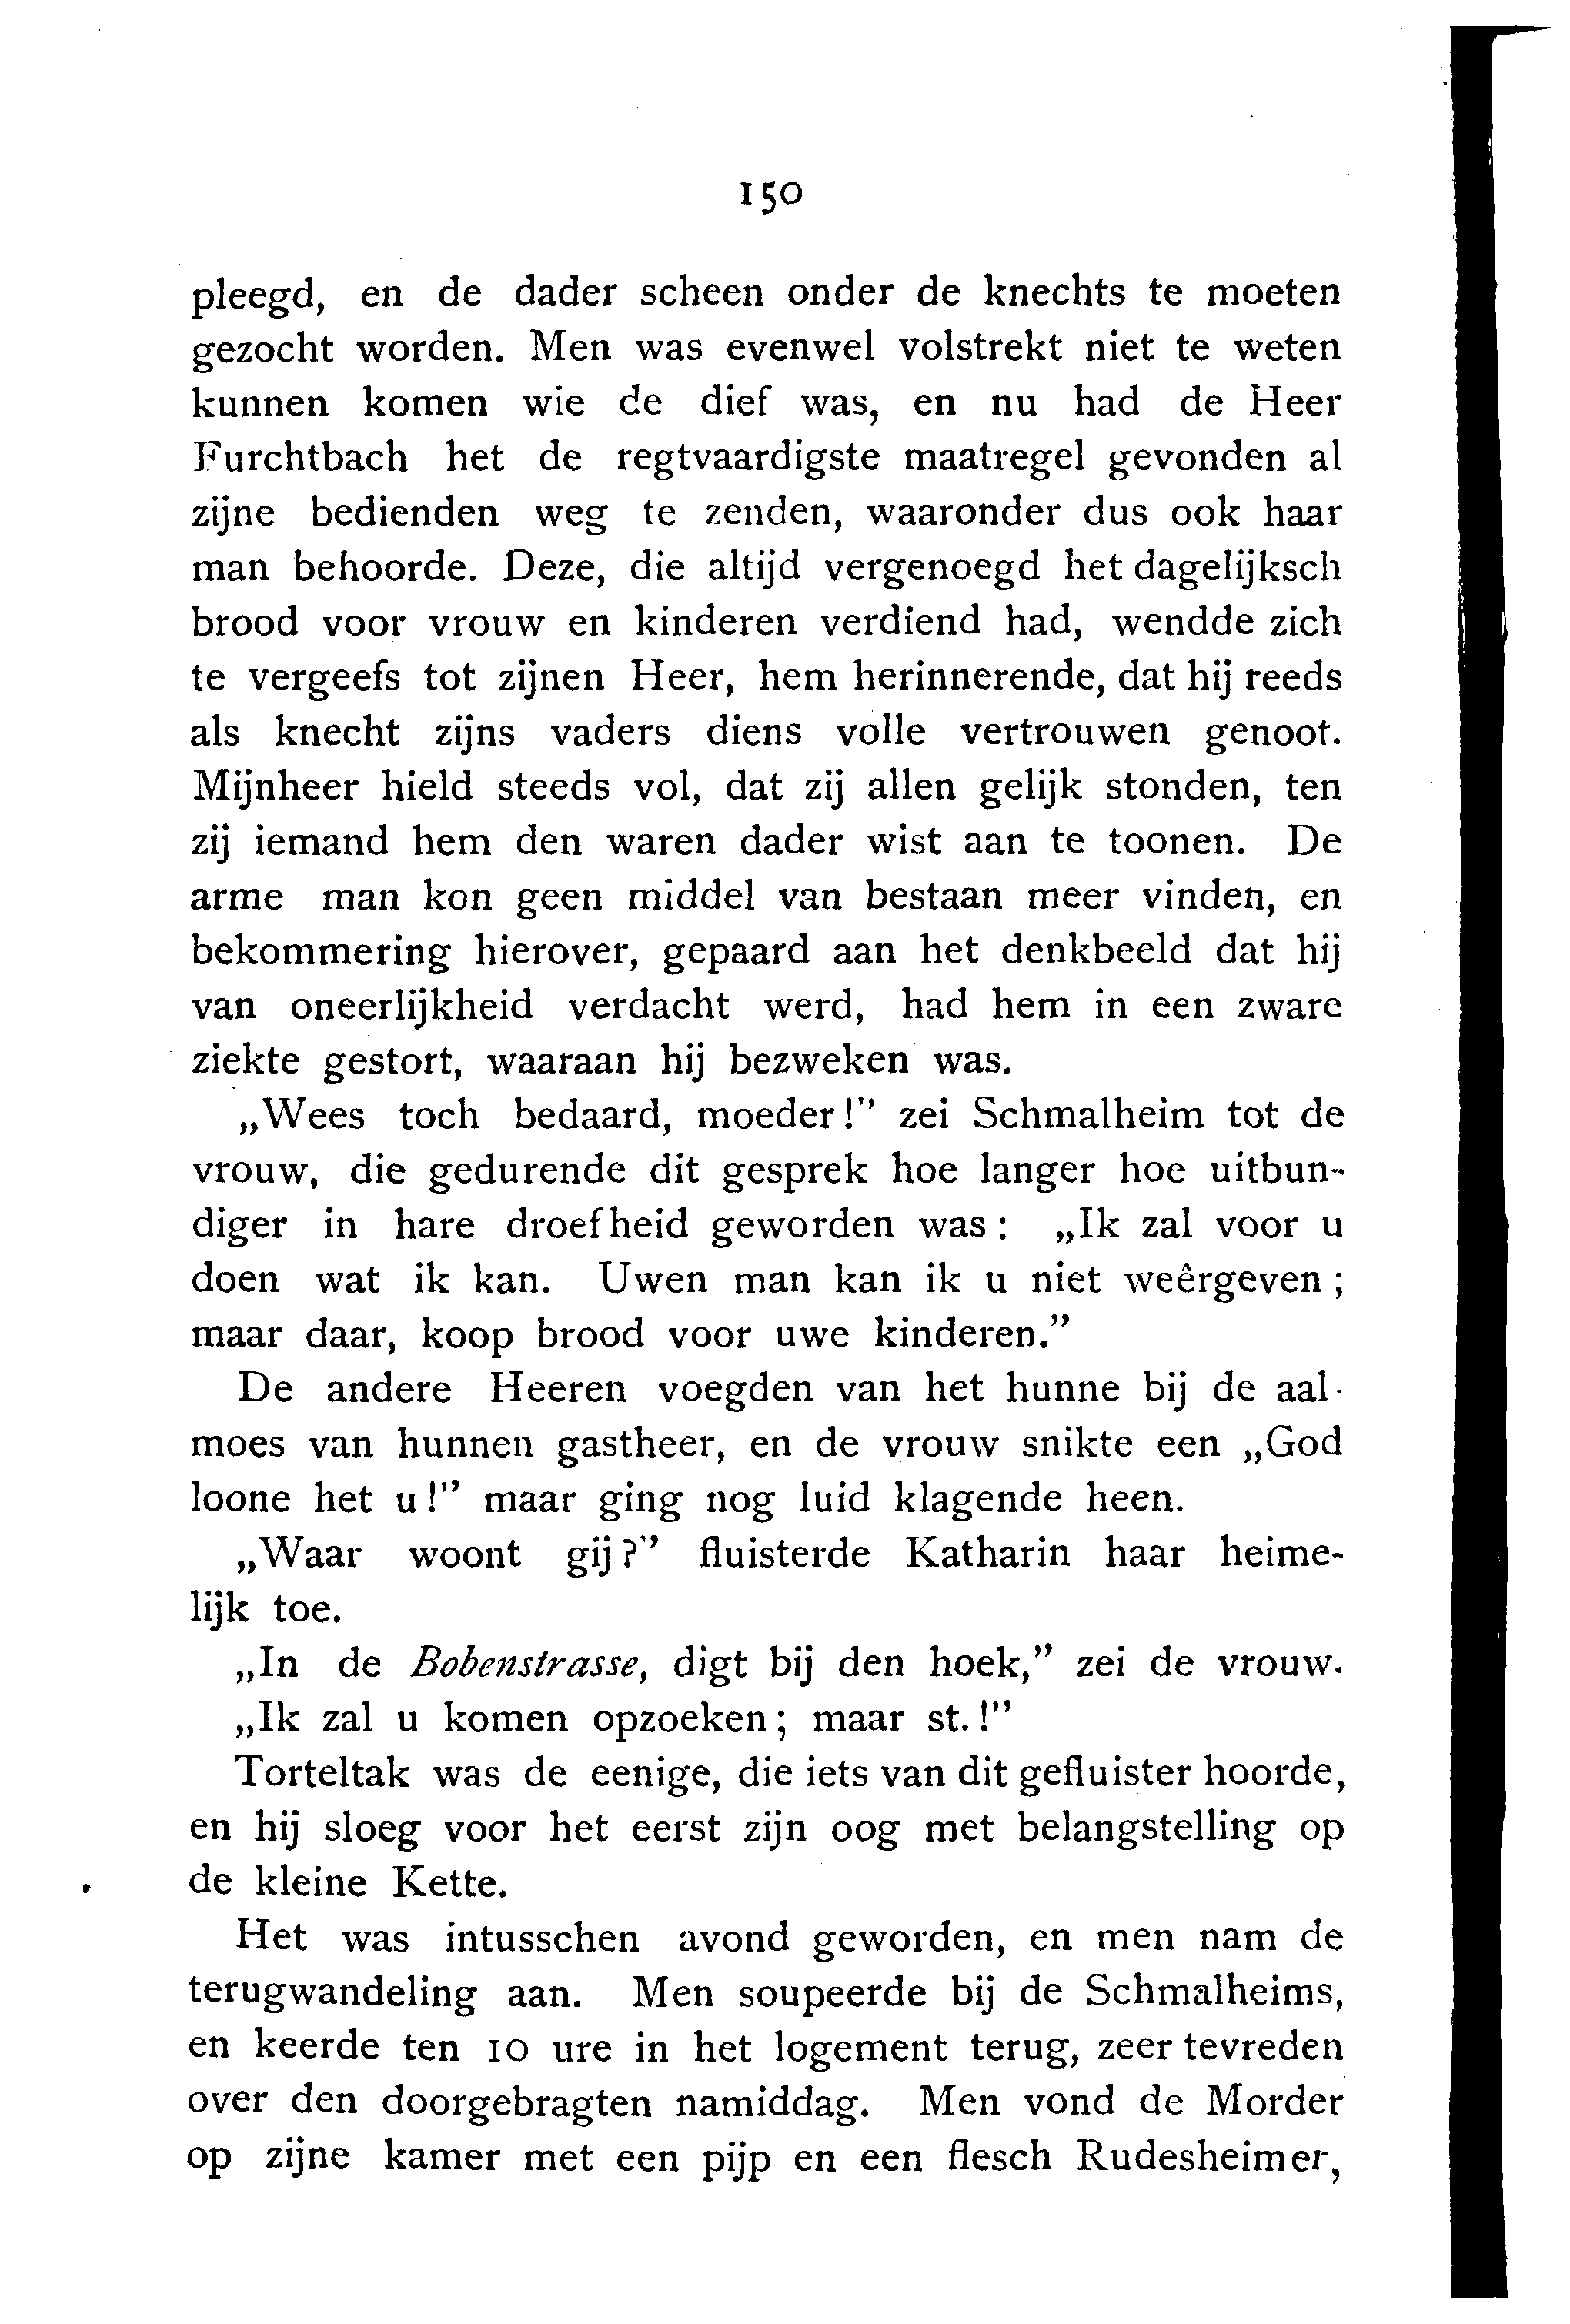 150
pleegd, en de dader scheen onder de knechts te moeten
gezocht worden. Men was evenwel volstrekt niet te weten
kunnen komen wie de dief was, en nu had de Heer
Furchtbach het de regtvaardigste maatregel gevonden al
zijne bedienden weg te zenden, waaronder dus ook haar
man behoorde. Deze, die altijd vergenoegd het dagelijksch
brood voor vrouw en kinderen verdiend had, wendde zich
te vergeefs tot zijnen Heer, hem herinnerende, dat hij reeds
als knecht zijns vaders diens volle vertrouwen genoot.
Mijnheer hield steeds vol, dat zij allen gelijk stonden, ten
zij iemand hem den waren dader wist aan te toonen. De
arme man kon geen middel van bestaan meer vinden, en
bekommering hierover, gepaard aan het denkbeeld dat hij
van oneerlijkheid verdacht werd, had hem in een zware
ziekte gestort, waaraan hij bezweken was.
„Wees toch bedaard, moeder!” zei Schmalheim tot de
vrouw, die gedurende dit gesprek hoe langer hoe uitbun-
diger in hare droefheid geworden was: „Ik zal voor u
doen wat ik kan. Uwen man kan ik u niet weêrgeven;
maar daar, koop brood voor uwe kinderen.”
De andere Heeren voegden van het hunne bij de aal-
moes van hunnen gastheer, en de vrouw snikte een „God
loone het u!” maar ging nog luid klagende heen.
„Waar woont gij?” fluisterde Katharin haar heime-
lijk toe.
„In de Bobenstrasse, digt bij den hoek,” zei de vrouw.
„Ik zal u komen opzoeken; maar st.!”
Torteltak was de eenige, die iets van dit gefluister hoorde,
en hij sloeg voor het eerst zijn oog met belangstelling op
de kleine Kette.
Het was intusschen avond geworden, en men nam de
terugwandeling aan. Men soupeerde bij de Schmalheims,
en keerde ten 10 ure in het logement terug, zeer tevreden
over den doorgebragten namiddag. Men vond de Morder
op zijne kamer met een pijp en een flesch Rudesheimer,